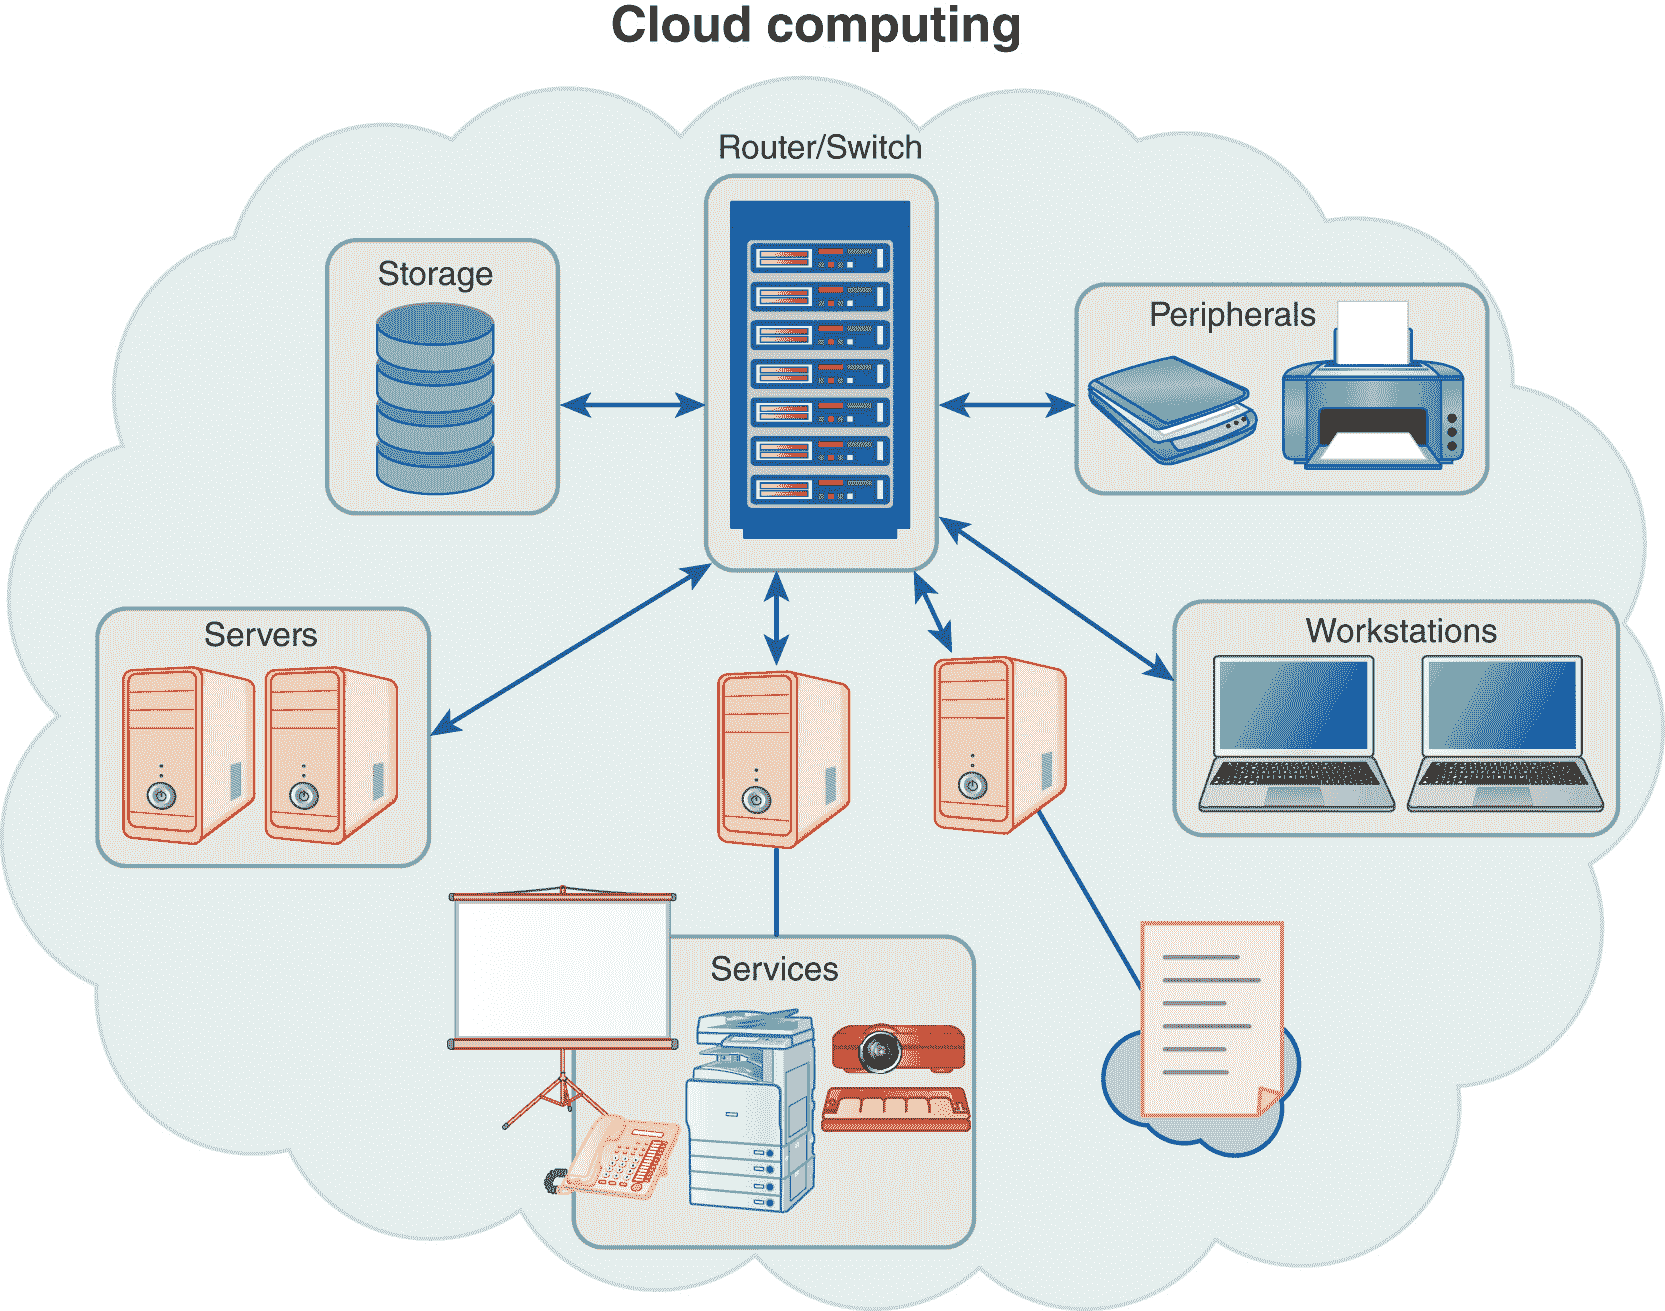 Cloud computing
Router/Switch
Storage
Peripherals
Servers
Workstations
Services